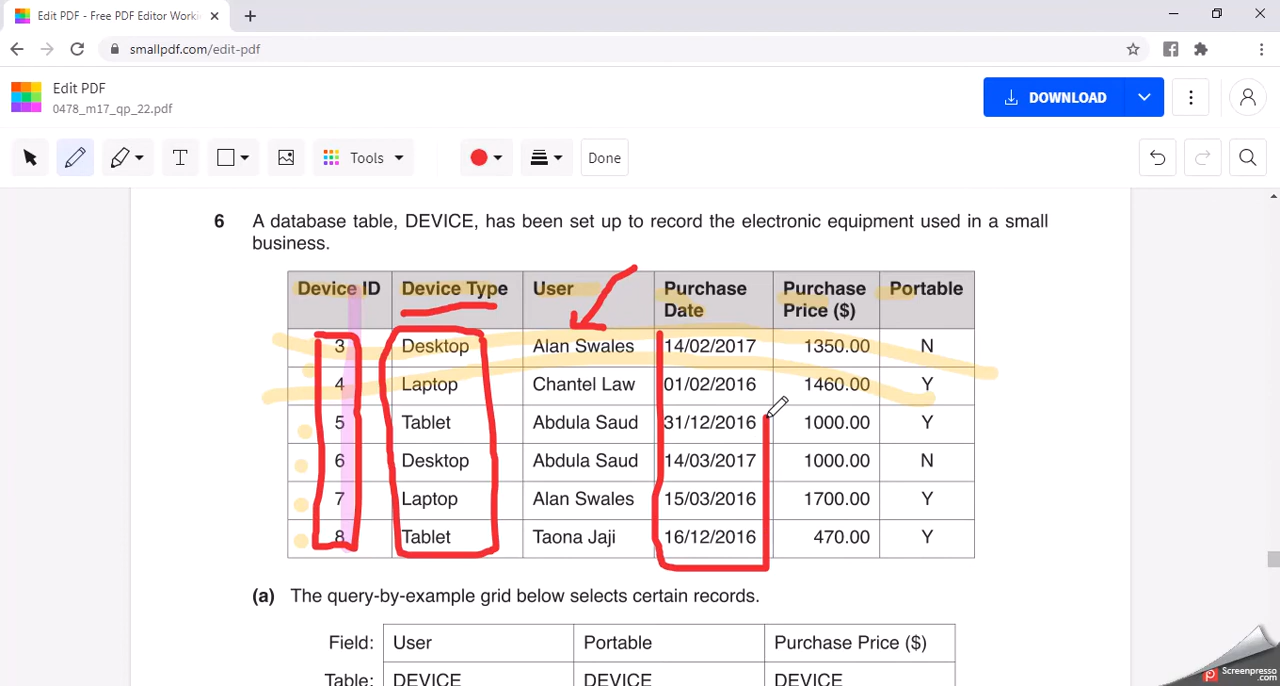 Edit PDF - Free PDF Editor Worki
smallpdf.com/edit-pdf
Edit PDF
0478_m17_qp_22.pdf
DOWNLOAD
T
Tools
Done
6 A database table, DEVICE, has been set up to record the electronic equipment used in a small
business.
Device ID Device Type User Purchase Date Purchase Price ($) Portable
3 Desktop Alan Swales 14/02/2017 1350.00 N
4 Laptop Chantel Law 01/02/2016 1460.00 Y
5 Tablet Abdula Saud 31/12/2016 1000.00 Y
6 Desktop Abdula Saud 14/03/2017 1000.00 N
7 Laptop Alan Swales 15/03/2016 1700.00 Y
8 Tablet Taona Jaji 16/12/2016 470.00 Y
(a) The query-by-example grid below selects certain records.
Field: User Portable Purchase Price ($)
Table: DEVICE DEVICE DEVICE
Screenpresso
.com